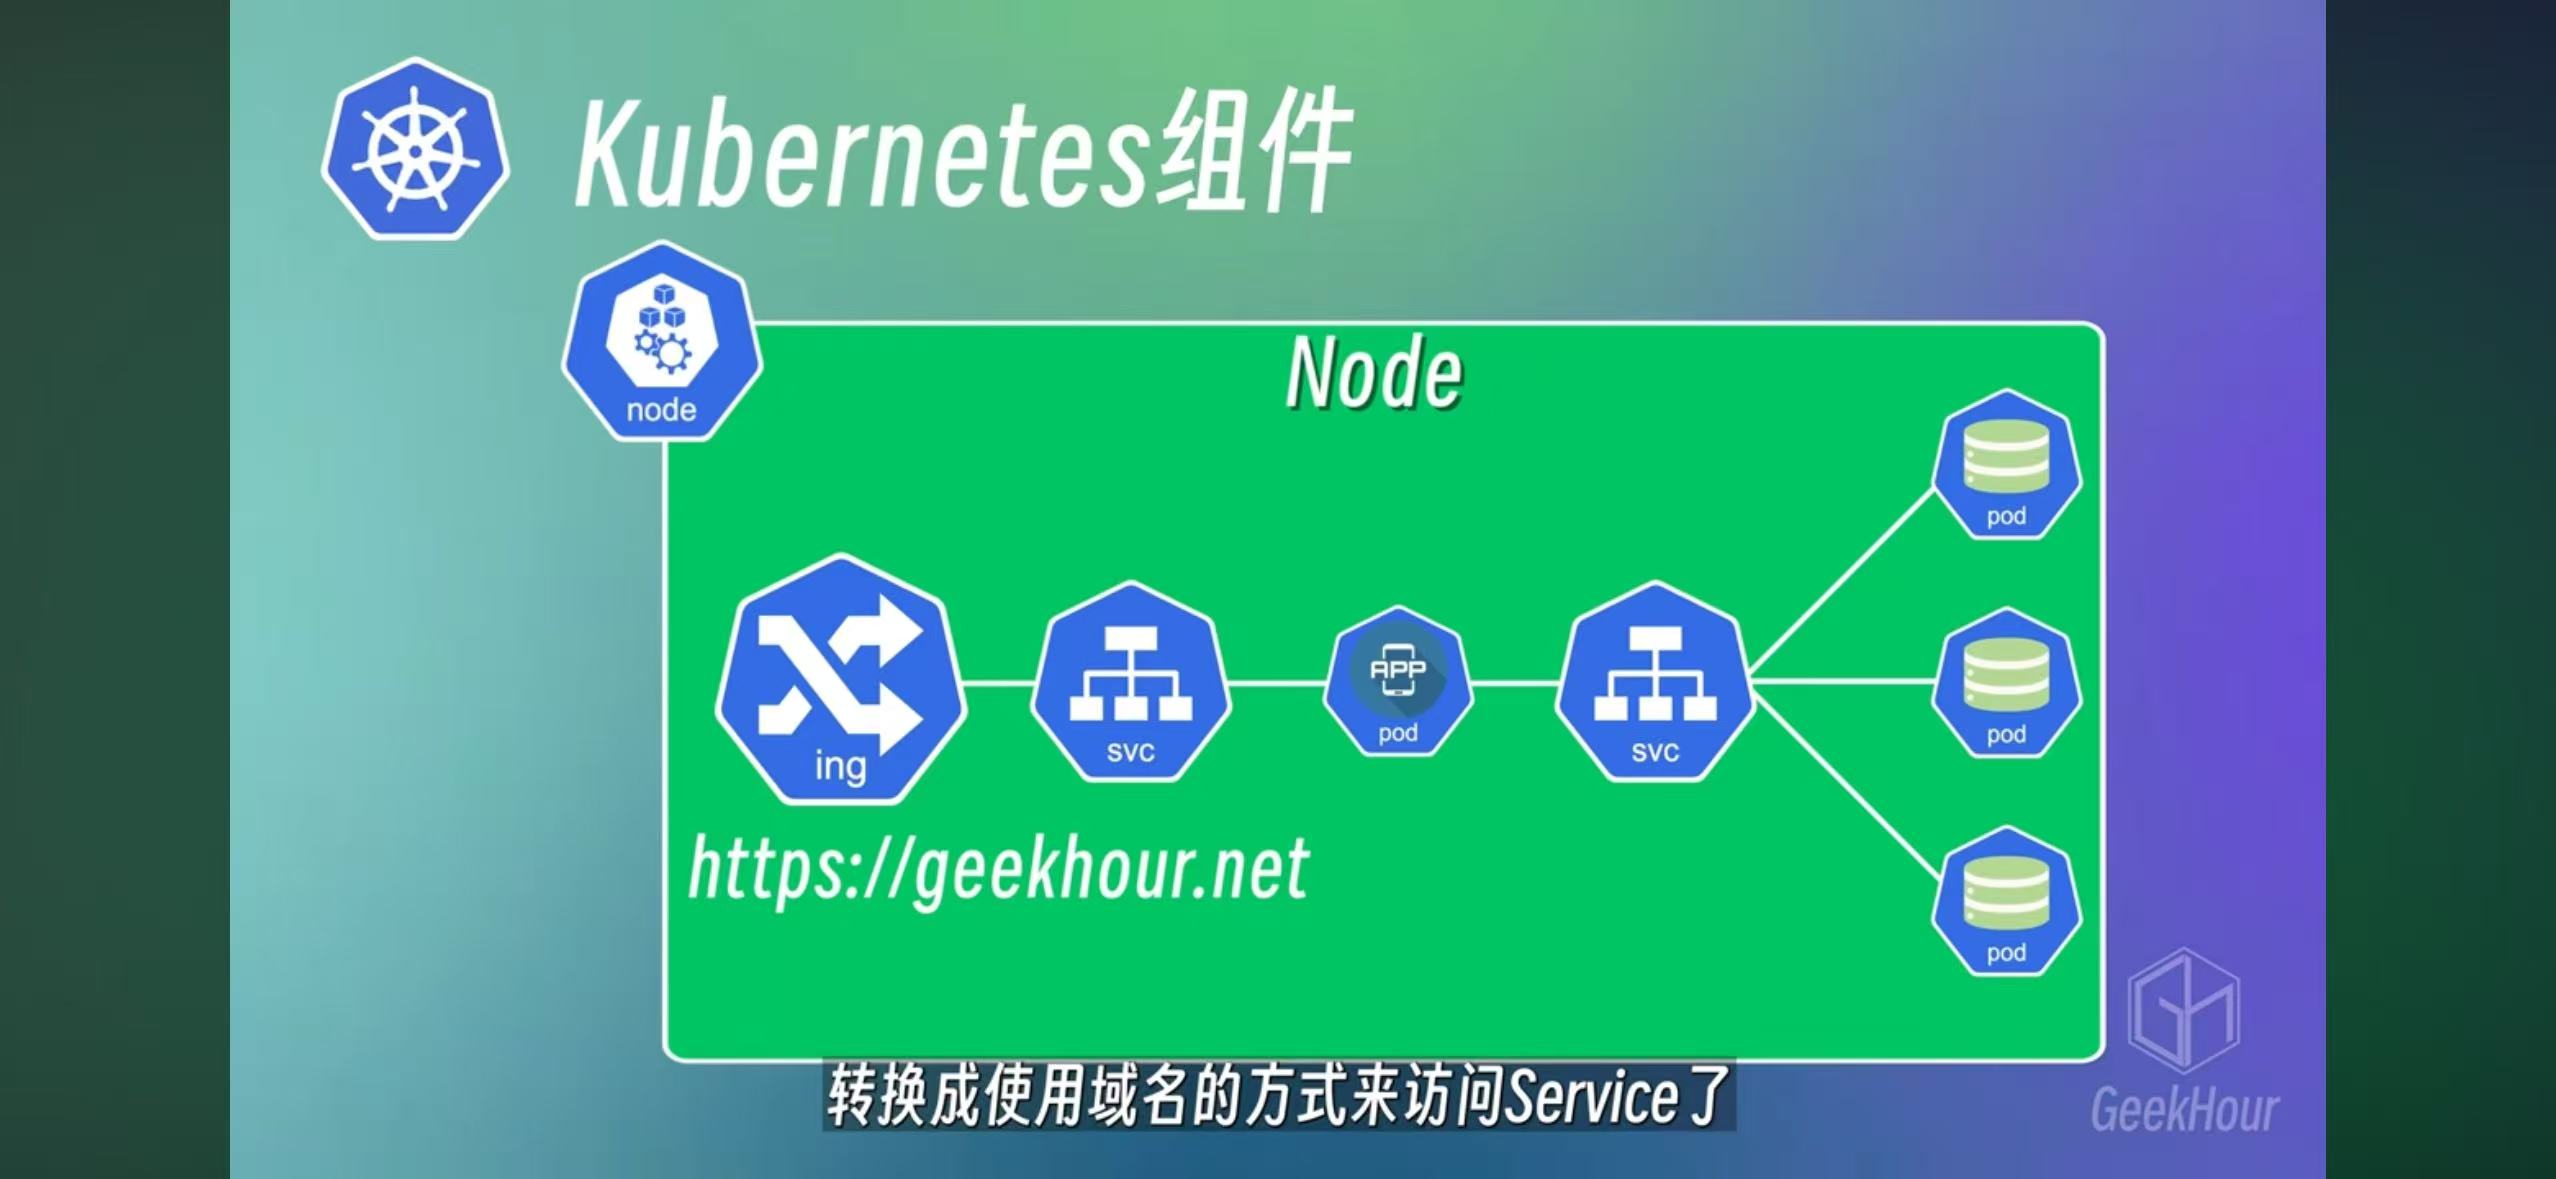 Kubernetes组件
node
Node
pod
ing
svc
APP
pod
svc
pod
https://geekhour.net
pod
转换成使用域名的方式来访问Service了
GeekHour